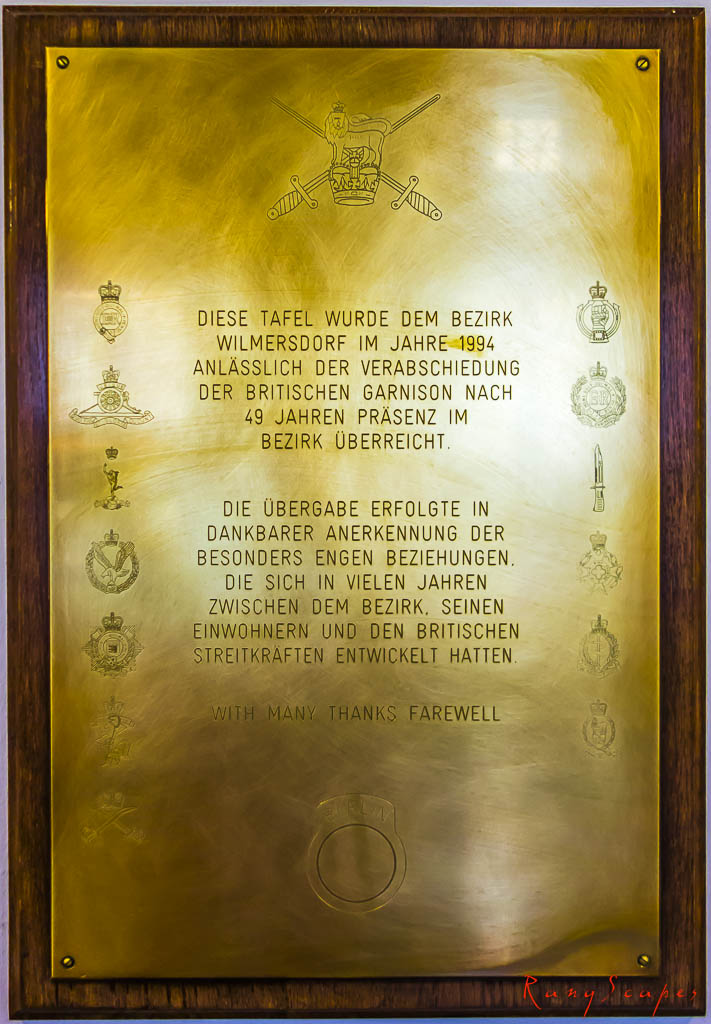 DIESE TAFEL WURDE DEM BEZIRK
WILMERSDORF IM JAHRE 1994
ANLÄSSLICH DER VERABSCHIEDUNG
DER BRITISCHEN GARNISON NACH
49 JAHREN PRÄSENZ IM
BEZIRK ÜBERREICHT.
DIE ÜBERGABE ERFOLGTE IN
DANKBARER ANERKENNUNG DER
BESONDERS ENGEN BEZIEHUNGEN,
DIE SICH IN VIELEN JAHREN
ZWISCHEN DEM BEZIRK, SEINEN
EINWOHNERN UND DEN BRITISCHEN
STREITKRÄFTEN ENTWICKELT HATTEN.
WITH MANY THANKS FAREWELL
BERLIN
RanyScapes